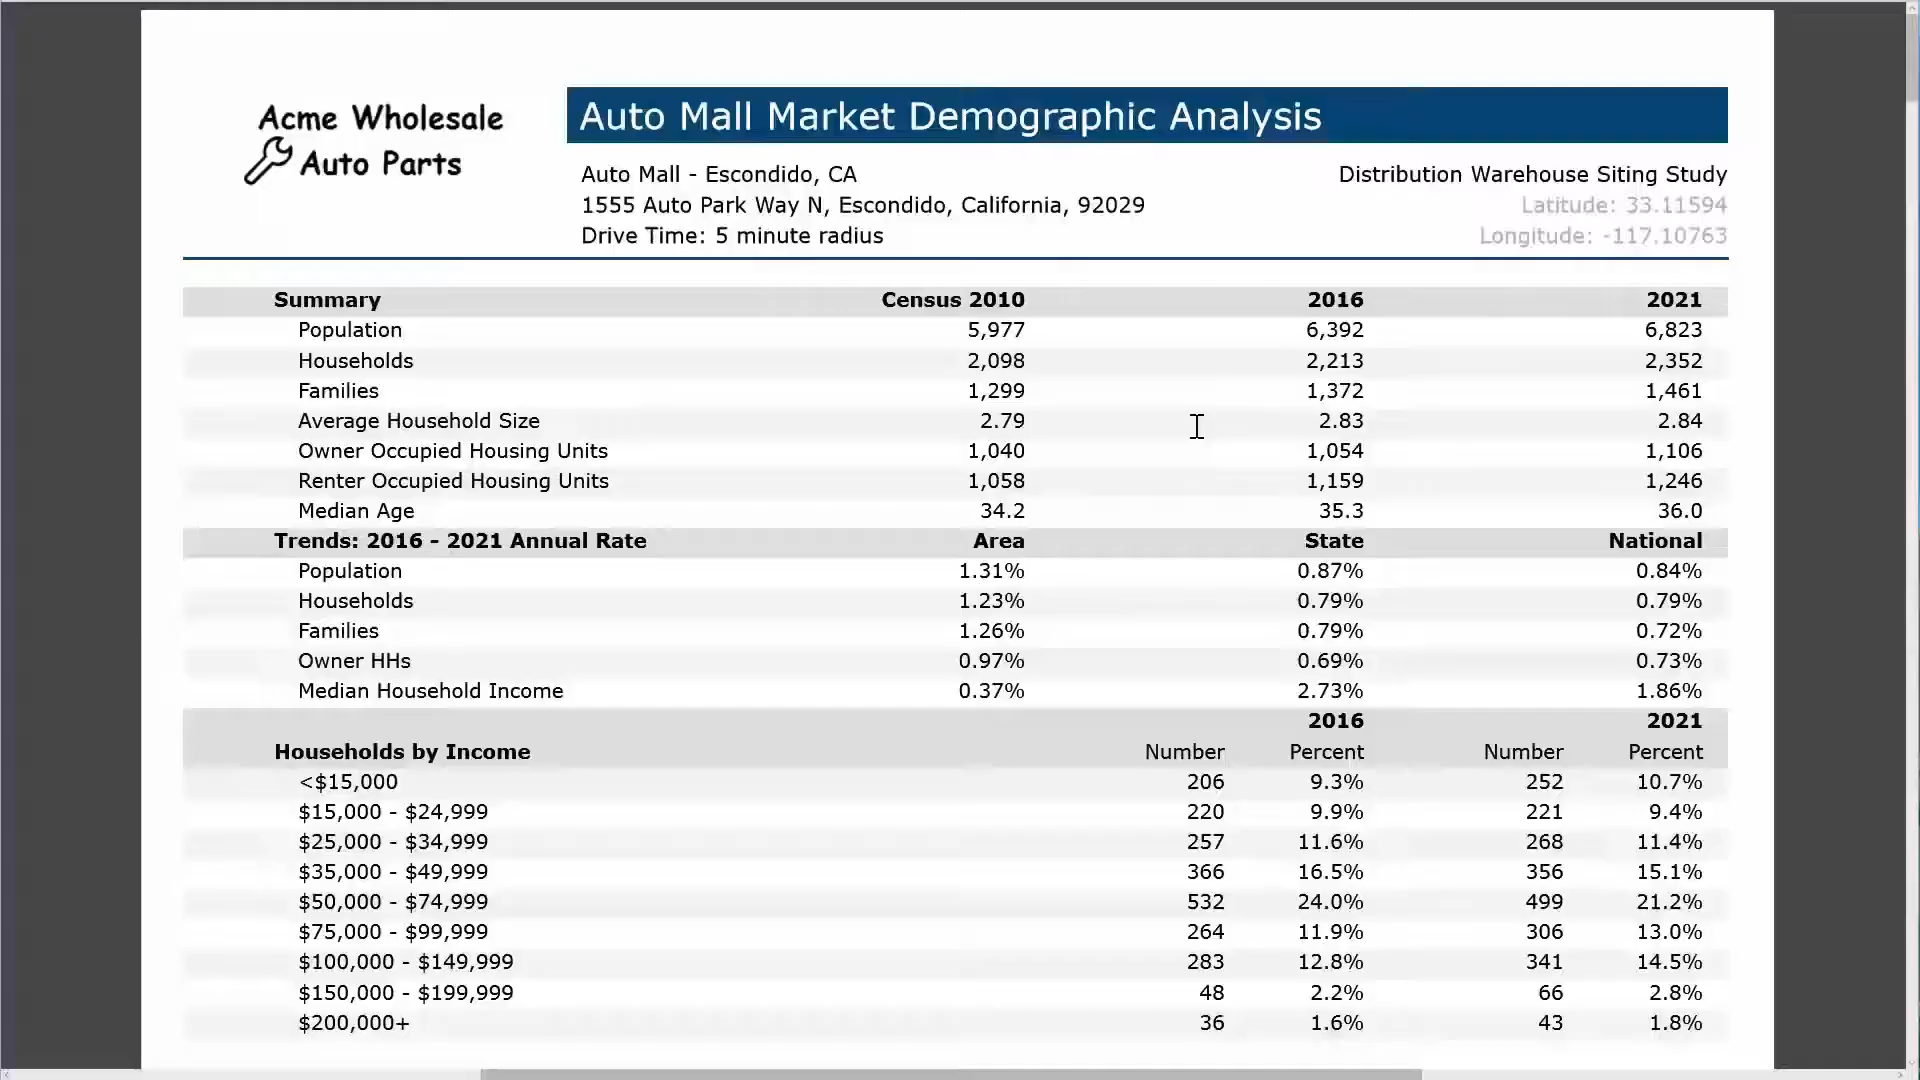 Acme Wholesale
Auto Parts
Auto Mall Market Demographic Analysis
Auto Mall - Escondido, CA
1555 Auto Park Way N, Escondido, California, 92029
Drive Time: 5 minute radius
Distribution Warehouse Siting Study
Latitude: 33.11594
Longitude: -117.10763
Summary Census 2010 2016 2021
Population 5,977 6,392 6,823
Households 2,098 2,213 2,352
Families 1,299 1,372 1,461
Average Household Size 2.79 2.83 2.84
Owner Occupied Housing Units 1,040 1,054 1,106
Renter Occupied Housing Units 1,058 1,159 1,246
Median Age 34.2 35.3 36.0
Trends: 2016 - 2021 Annual Rate Area State National
Population 1.31% 0.87% 0.84%
Households 1.23% 0.79% 0.79%
Families 1.26% 0.79% 0.72%
Owner HHs 0.97% 0.69% 0.73%
Median Household Income 0.37% 2.73% 1.86%
2016 2021
Households by Income Number Percent Number Percent
<$15,000 206 9.3% 252 10.7%
$15,000 - $24,999 220 9.9% 221 9.4%
$25,000 - $34,999 257 11.6% 268 11.4%
$35,000 - $49,999 366 16.5% 356 15.1%
$50,000 - $74,999 532 24.0% 499 21.2%
$75,000 - $99,999 264 11.9% 306 13.0%
$100,000 - $149,999 283 12.8% 341 14.5%
$150,000 - $199,999 48 2.2% 66 2.8%
$200,000+ 36 1.6% 43 1.8%